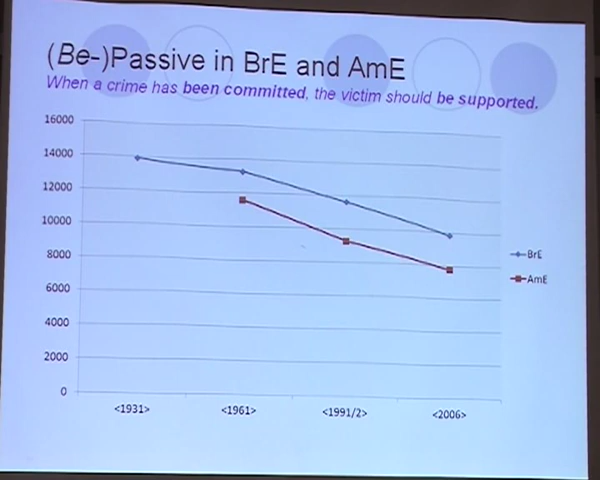 (Be-)Passive in BrE and AmE
When a crime has been committed, the victim should be supported.
16000
14000
12000
10000
8000
6000
4000
2000
0
BrE
AmE
<1931> <1961> <1991/2> <2006>